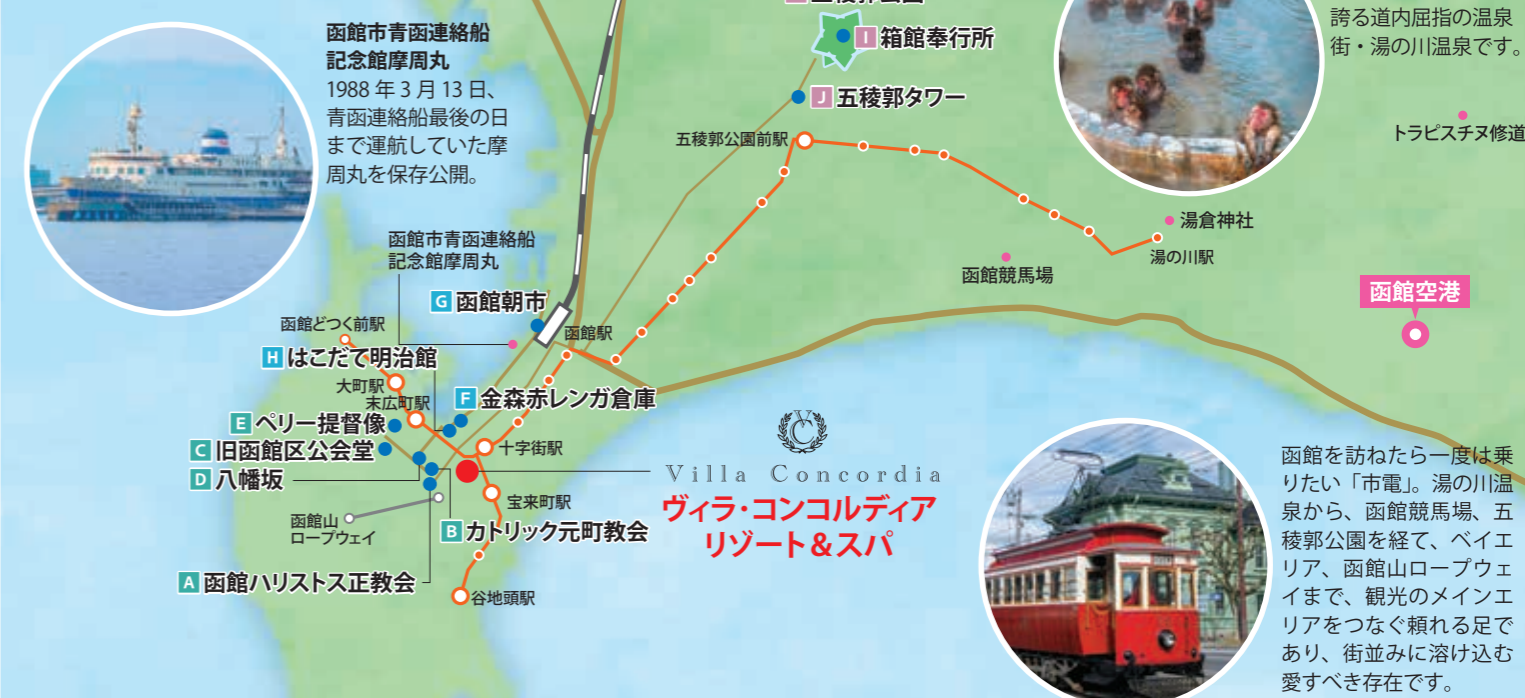 函館市青函連絡船
記念館摩周丸
1988 年 3 月 13 日、
青函連絡船最後の日
まで運航していた摩
周丸を保存公開。
I 箱館奉行所
J 五稜郭タワー
五稜郭公園前駅
誇る道内屈指の温泉
街・湯の川温泉です。
トラピスチヌ修道
湯倉神社
湯の川駅
函館競馬場
函館空港
函館市青函連絡船
記念館摩周丸
G 函館朝市
函館駅
函館どつく前駅
H はこだて明治館
大町駅
末広町駅
F 金森赤レンガ倉庫
E ペリー提督像
C 旧函館区公会堂
D 八幡坂
十字街駅
宝来町駅
函館山
ロープウェイ
B カトリック元町教会
A 函館ハリストス正教会
谷地頭駅
VC
Villa Concordia
ヴィラ・コンコルディア
リゾート＆スパ
函館を訪ねたら一度は乗
りたい「市電」。湯の川温
泉から、函館競馬場、五
稜郭公園を経て、ベイエ
リア、函館山ロープウェ
イまで、観光のメインエ
リアをつなぐ頼れる足で
あり、街並みに溶け込む
愛すべき存在です。